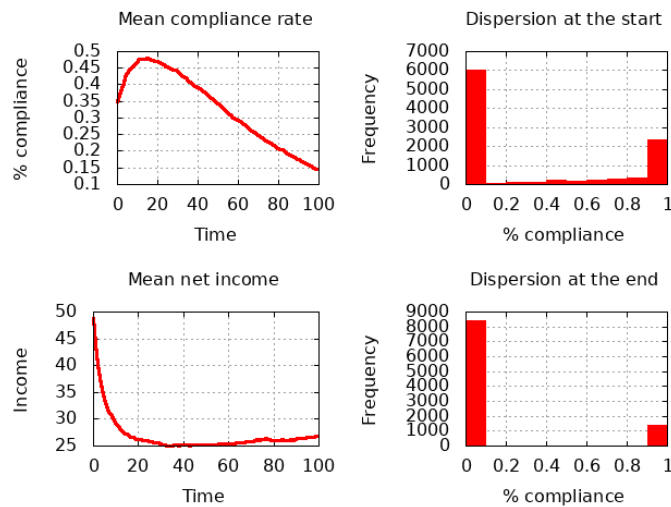 Mean compliance rate
% compliance
0.5
0.45
0.4
0.35
0.3
0.25
0.2
0.15
0.1
0 20 40 60 80 100
Time
Dispersion at the start
Frequency
7000
6000
5000
4000
3000
2000
1000
0
0 0.2 0.4 0.6 0.8 1
% compliance
Mean net income
Income
50
45
40
35
30
25
0 20 40 60 80 100
Time
Dispersion at the end
Frequency
9000
8000
7000
6000
5000
4000
3000
2000
1000
0
0 0.2 0.4 0.6 0.8 1
% compliance